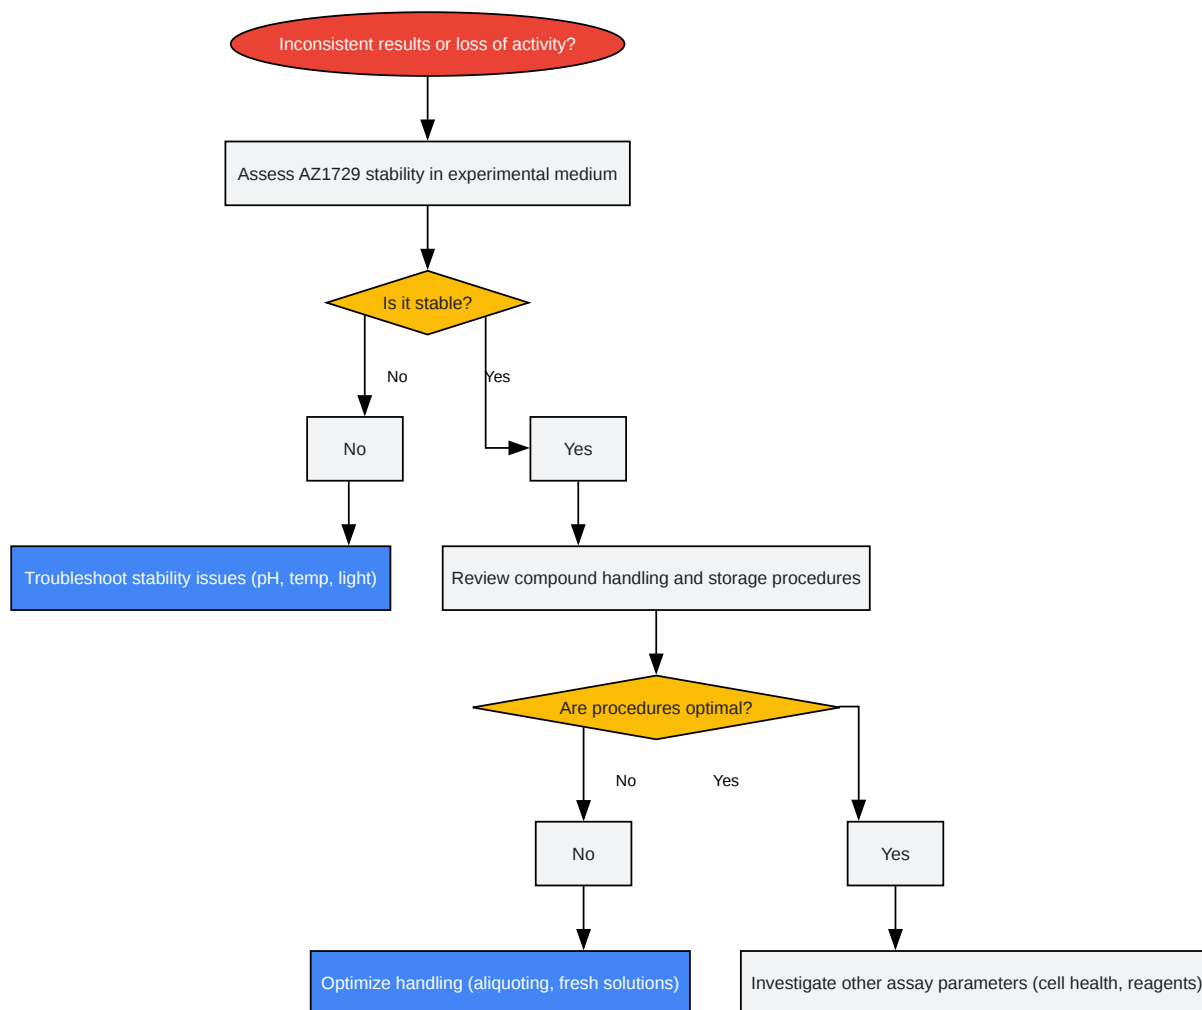 Inconsistent results or loss of activity?
Assess AZ1729 stability in experimental medium
Is it stable?
No
Yes
No
Yes
Troubleshoot stability issues (pH, temp, light)
Review compound handling and storage procedures
Are procedures optimal?
No
Yes
No
Yes
Optimize handling (aliquoting, fresh solutions)
Investigate other assay parameters (cell health, reagents)